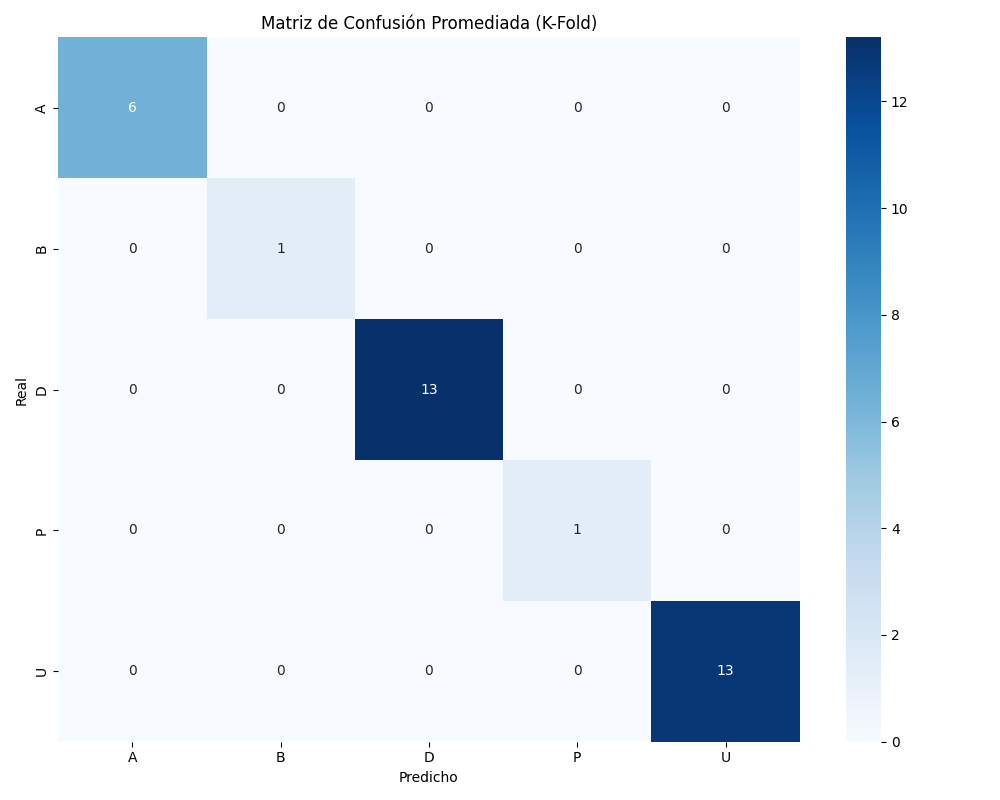 Matriz de Confusión Promediada (K-Fold)
A 6 0 0 0 0
B 0 1 0 0 0
D 0 0 13 0 0
P 0 0 0 1 0
U 0 0 0 0 13
A B D P U
Real
Predicho
12
10
8
6
4
2
0